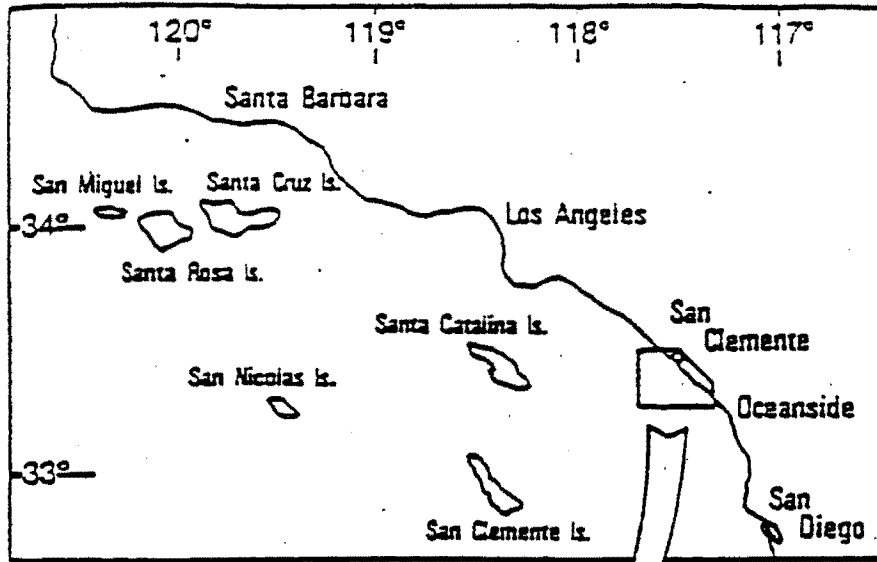 120° 119° 118° 117°
Santa Barbara
San Miguel Is. Santa Cruz Is.
34°
Los Angeles
Santa Rosa Is.
Santa Catalina Is.
San
Clemente
San Nicolas Is.
Oceanside
33°
San Clemente Is.
San
Diego